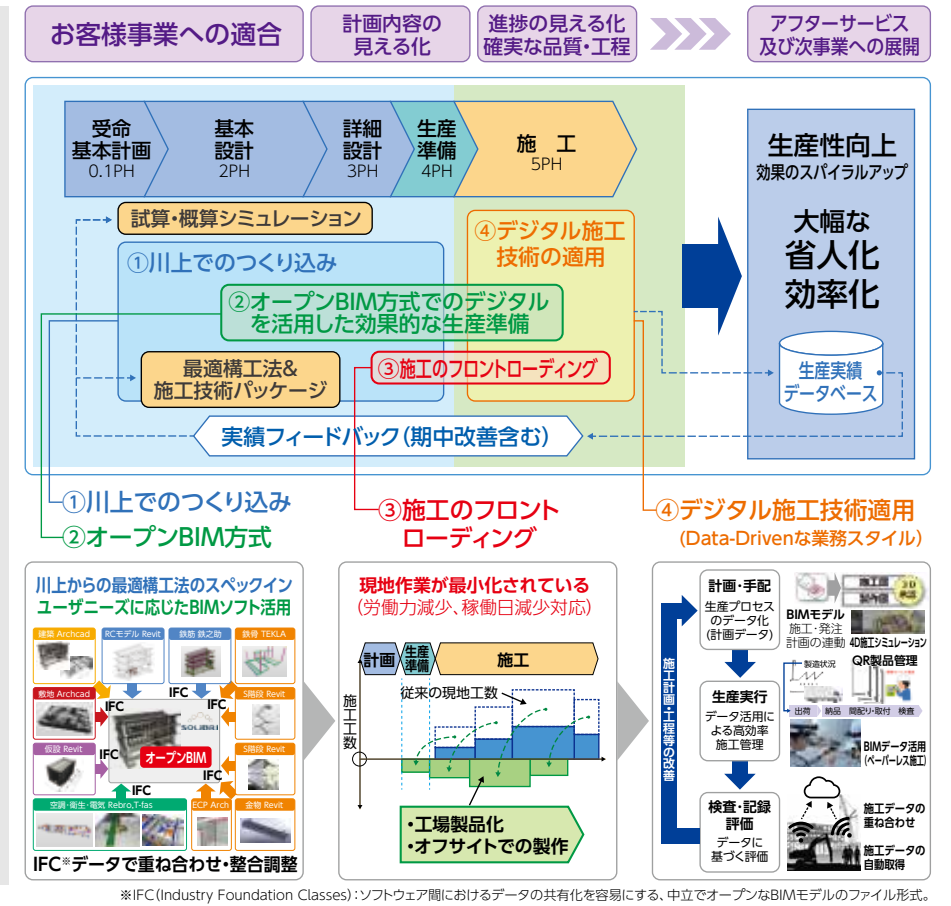 お客様事業への適合
計画内容の
見える化
進捗の見える化
確実な品質・工程
アフターサービス
及び次事業への展開
受命
基本計画
0.1PH
基本
設計
2PH
詳細
設計
3PH
生産
準備
4PH
施 工
5PH
生産性向上
効果のスパイラルアップ
大幅な
省人化
効率化
生産実績
データベース
試算・概算シミュレーション
①川上でのつくり込み
④デジタル施工
技術の適用
②オープンBIM方式でのデジタル
を活用した効果的な生産準備
最適構工法&
施工技術パッケージ
③施工のフロントローディング
実績フィードバック(期中改善含む)
①川上でのつくり込み
②オープンBIM方式
③施工のフロント
ローディング
④デジタル施工技術適用
(Data-Drivenな業務スタイル)
川上からの最適構工法のスペックイン
ユーザニーズに応じたBIMソフト活用
建築 Archcad
RCモデル Revit
鉄筋 鉄之助
鉄骨 TEKLA
敷地 Archcad
IFC
IFC
IFC
IFC
S階段 Revit
SOLIBRI
仮設 Revit
IFC
オープンBIM
S階段 Revit
IFC
IFC
空調・衛生・電気 Rebro,T-fas
ECP Arch
金物 Revit
IFC※データで重ね合わせ・整合調整
現地作業が最小化されている
(労働力減少、稼働日減少対応)
計画
生産
準備
施工
施工工数
従来の現地工数
・工場製品化
・オフサイトでの製作
施工計画・工程等の改善
計画・手配
生産プロセス
のデータ化
(計画データ)
生産実行
データ活用
による高効率
施工管理
検査・記録
評価
データに
基づく評価
施工図
製作図
3D
承認
BIMモデル
施工・発注
計画の連動
4D施工シミュレーション
製造状況
QR製品管理
出荷
納品
間配り・取付
検査
BIMデータ活用
(ペーパーレス施工)
施工データの
重ね合わせ
施工データの
自動取得
※IFC(Industry Foundation Classes):ソフトウェア間におけるデータの共有化を容易にする、中立でオープンなBIMモデルのファイル形式。